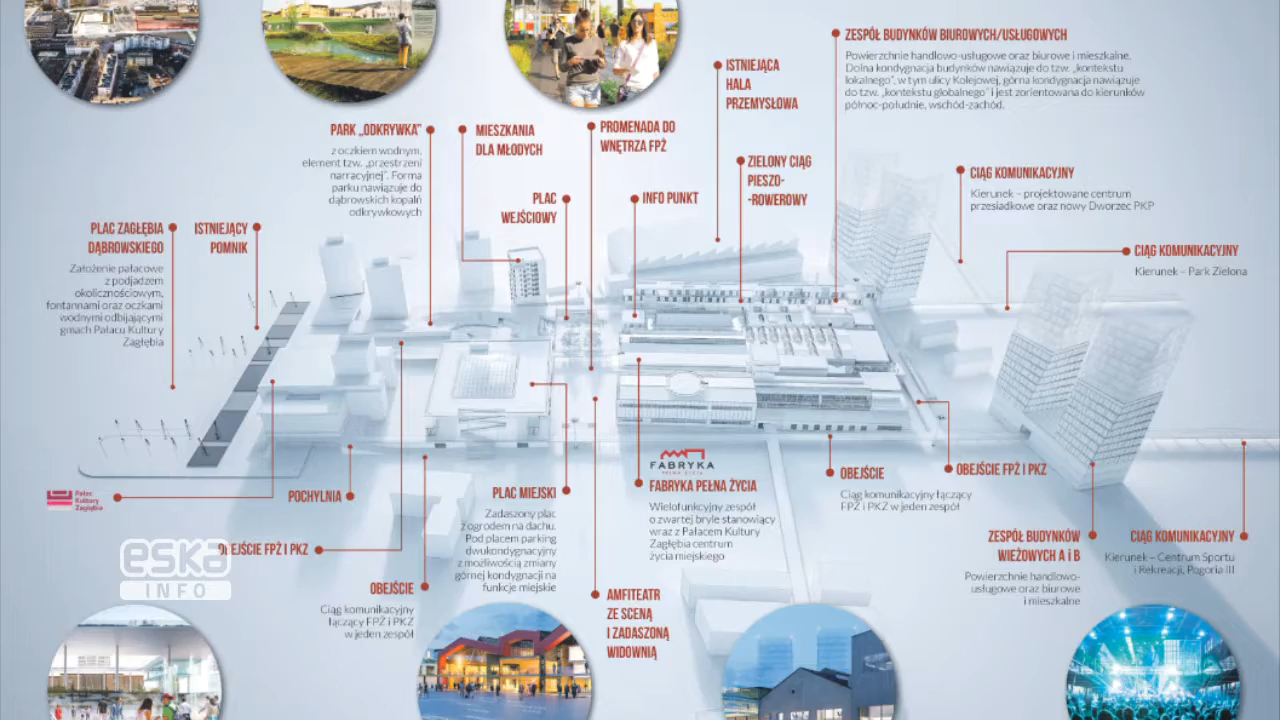 ZESPÓŁ BUDYNKÓW BIUROWYCH/USŁUGOWYCH
Powierzchnie handlowo-usługowe oraz biurowe i mieszkalne.
Dolna kondygnacja budynków nawiązuje do tzw. „kontekstu
lokalnego”, w tym ulicy Kolejowej, górna kondygnacja nawiązuje
do tzw. „kontekstu globalnego” i jest zorientowana do kierunków
północ-południe, wschód-zachód.
ISTNIEJĄCA
HALA
PRZEMYSŁOWA
PARK „ODKRYWKA”
z oczkiem wodnym,
element tzw. „przestrzeni
narracyjnej”. Forma
parku nawiązuje do
dąbrowskich kopalń
odkrywkowych
MIESZKANIA
DLA MŁODYCH
PROMENADA DO
WNĘTRZA FPŻ
ZIELONY CIĄG
PIESZO-
-ROWEROWY
CIĄG KOMUNIKACYJNY
Kierunek – projektowane centrum
przesiadkowe oraz nowy Dworzec PKP
PLAC
WEJŚCIOWY
INFO PUNKT
PLAC ZAGŁĘBIA
DĄBROWSKIEGO
Założenie pałacowe
z podjazdem
okolicznościowym,
fontannami oraz oczkami
wodnymi odbijającymi
gmach Pałacu Kultury
Zagłębia
ISTNIEJĄCY
POMNIK
CIĄG KOMUNIKACYJNY
Kierunek – Park Zielona
Pałac
Kultury
Zagłębia
POCHYLNIA
PLAC MIEJSKI
Zadaszony plac
z ogrodem na dachu.
Pod placem parking
dwukondygnacyjny
z możliwością zmiany
górnej kondygnacji na
funkcje miejskie
FABRYKA
PEŁNA ŻYCIA
FABRYKA PEŁNA ŻYCIA
Wielofunkcyjny zespół
o zwartej bryle stanowiący
wraz z Pałacem Kultury
Zagłębia centrum
życia miejskiego
OBEJŚCIE
Ciąg komunikacyjny łączący
FPŻ i PKZ w jeden zespół
OBEJŚCIE FPŻ I PKZ
ZESPÓŁ BUDYNKÓW
WIEŻOWYCH A i B
Powierzchnie handlowo-
usługowe oraz biurowe
i mieszkalne
CIĄG KOMUNIKACYJNY
Kierunek – Centrum Sportu
i Rekreacji, Pogoria III
eska
INFO
OBEJŚCIE FPŻ I PKZ
OBEJŚCIE
Ciąg komunikacyjny
łączący FPŻ i PKZ
w jeden zespół
AMFITEATR
ZE SCENĄ
I ZADASZONĄ
WIDOWNIĄ